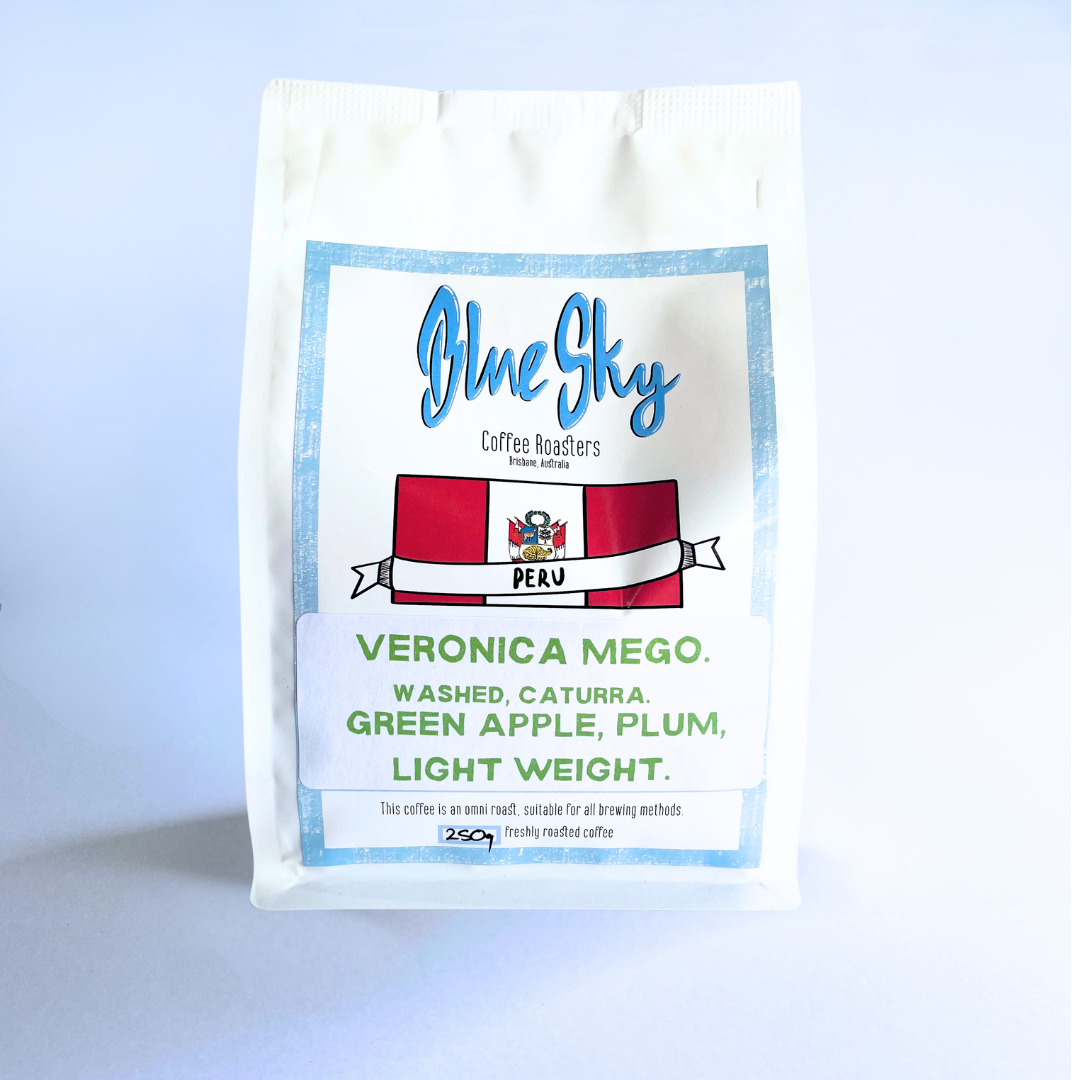 Blue Sky
Coffee Roasters
Brisbane, Australia
PERU
VERONICA MEGO.
WASHED, CATURRA.
GREEN APPLE, PLUM,
LIGHT WEIGHT.
This coffee is an omni roast, suitable for all brewing methods.
250g freshly roasted coffee